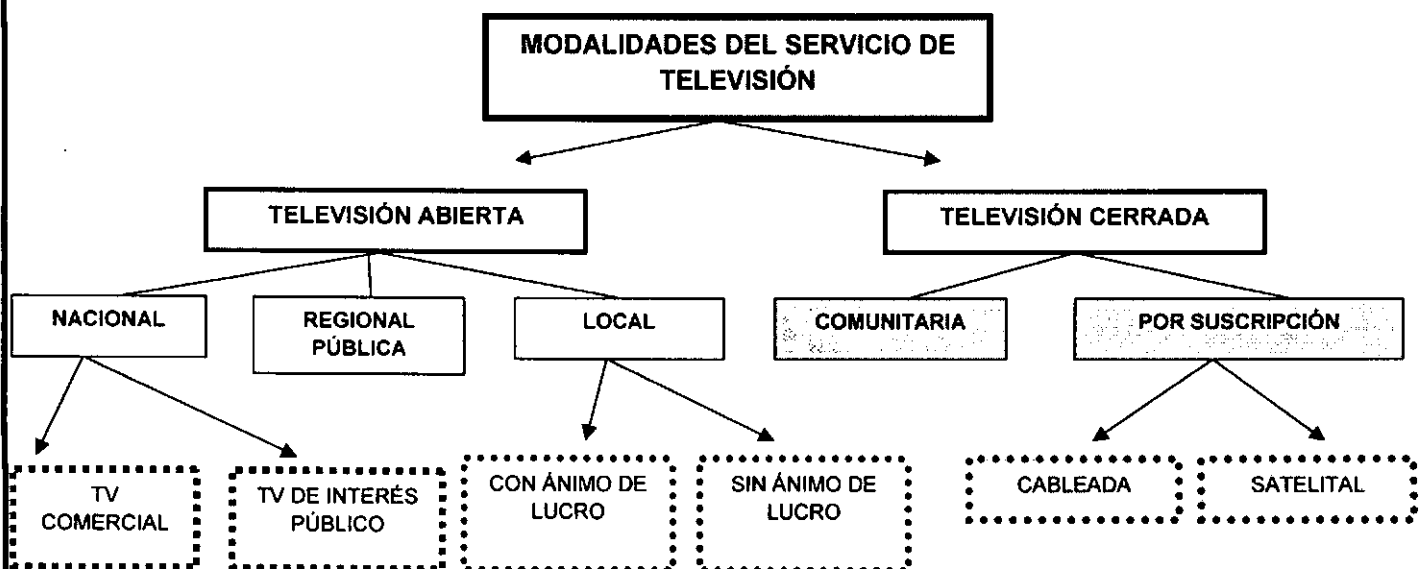 MODALIDADES DEL SERVICIO DE
TELEVISIÓN
TELEVISIÓN ABIERTA
TELEVISIÓN CERRADA
NACIONAL
REGIONAL
PÚBLICA
LOCAL
COMUNITARIA
POR SUSCRIPCIÓN
TV
COMERCIAL
TV DE INTERÉS
PÚBLICO
CON ÁNIMO DE
LUCRO
SIN ÁNIMO DE
LUCRO
CABLEADA
SATELITAL